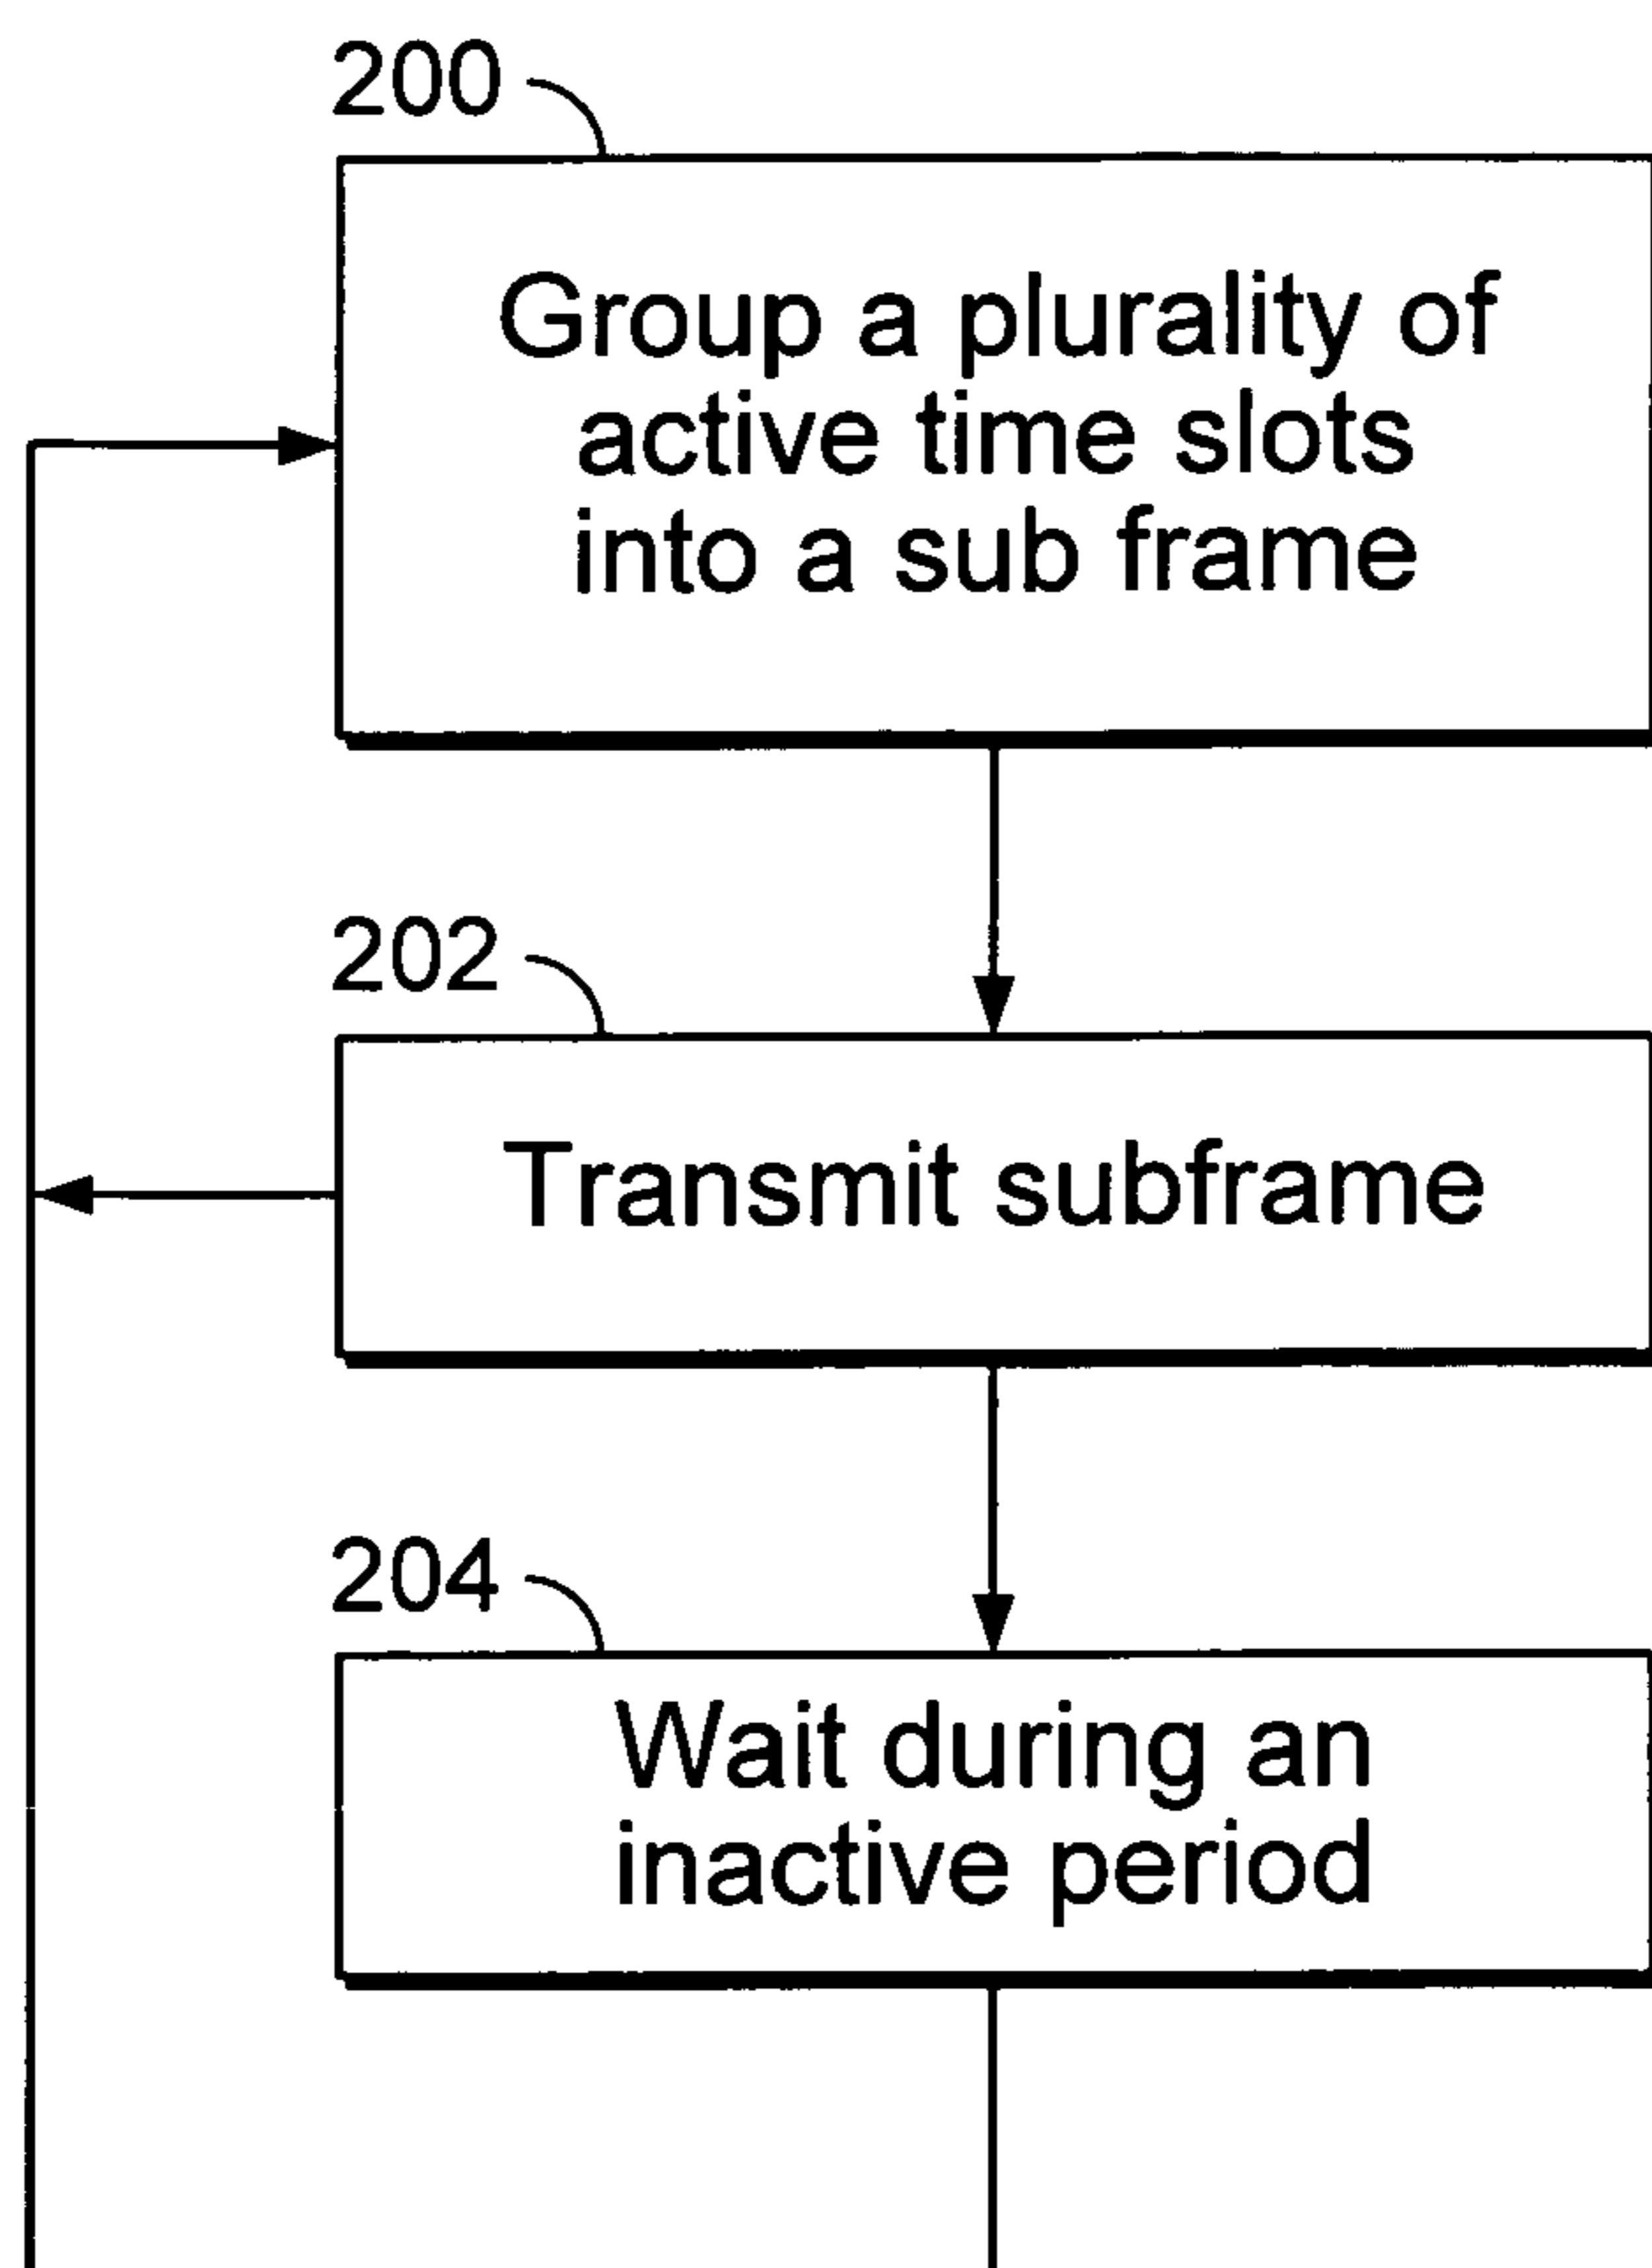 200
Group a plurality of
active time slots
into a sub frame
202
Transmit subframe
204
Wait during an
inactive period